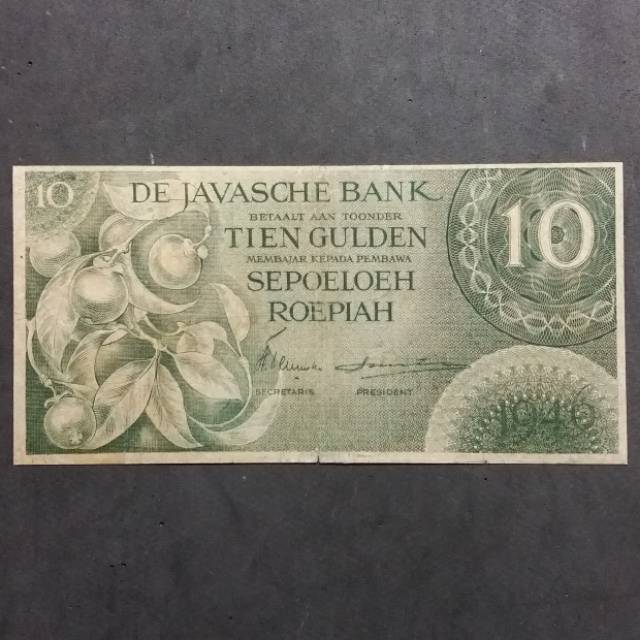 10
DE JAVASCHE BANK
BETAALT AAN TOONDER
TIEN GULDEN
MEMBAJAR KEPADA PEMBAWA
SEPOELOEH
ROEPIAH
10
SECRETARIS PRESIDENT
1946